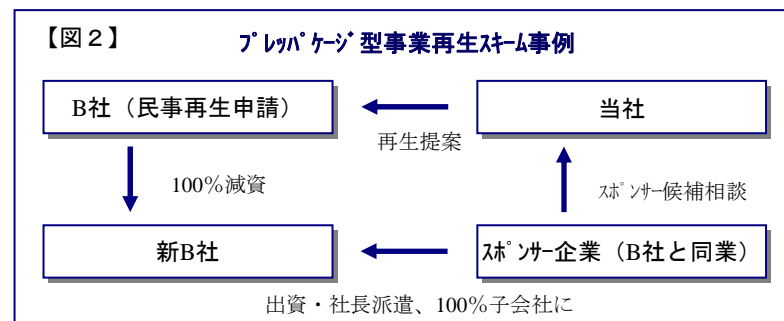 【図２】 ﾌﾟﾚｯﾊﾟｹｰｼﾞ型事業再生ｽｷｰﾑ事例
B社（民事再生申請） 当社
再生提案
100％減資 ｽﾎﾟﾝｻｰ候補相談
新B社 ｽﾎﾟﾝｻｰ企業（B社と同業）
出資・社長派遣、100％子会社に